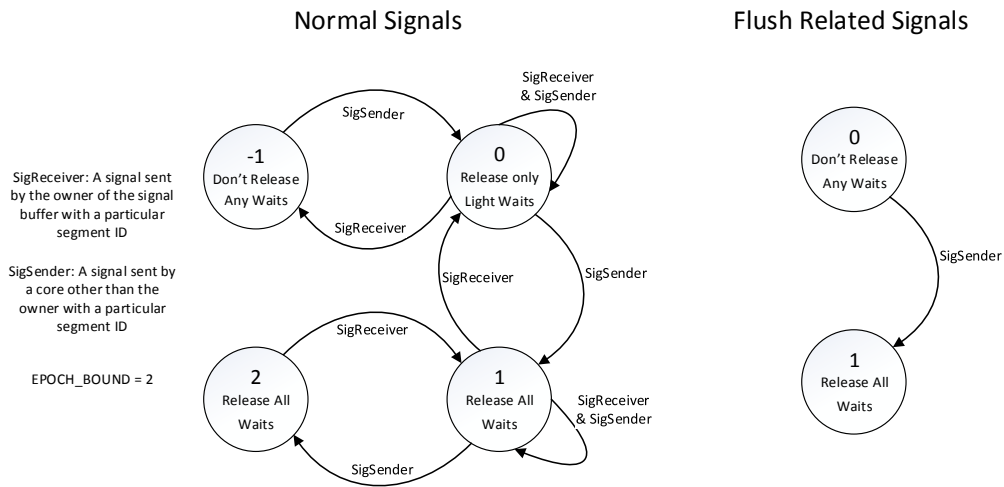 Normal Signals
Flush Related Signals
SigReceiver
& SigSender
SigSender
-1
Don't Release
Any Waits
0
Release only
Light Waits
0
Don't Release
Any Waits
SigReceiver: A signal sent
by the owner of the signal
buffer with a particular
segment ID
SigReceiver
SigSender
SigSender: A signal sent by
a core other than the
owner with a particular
segment ID
SigReceiver
SigSender
SigReceiver
EPOCH_BOUND = 2
2
Release All
Waits
1
Release All
Waits
1
Release All
Waits
SigReceiver
& SigSender
SigSender